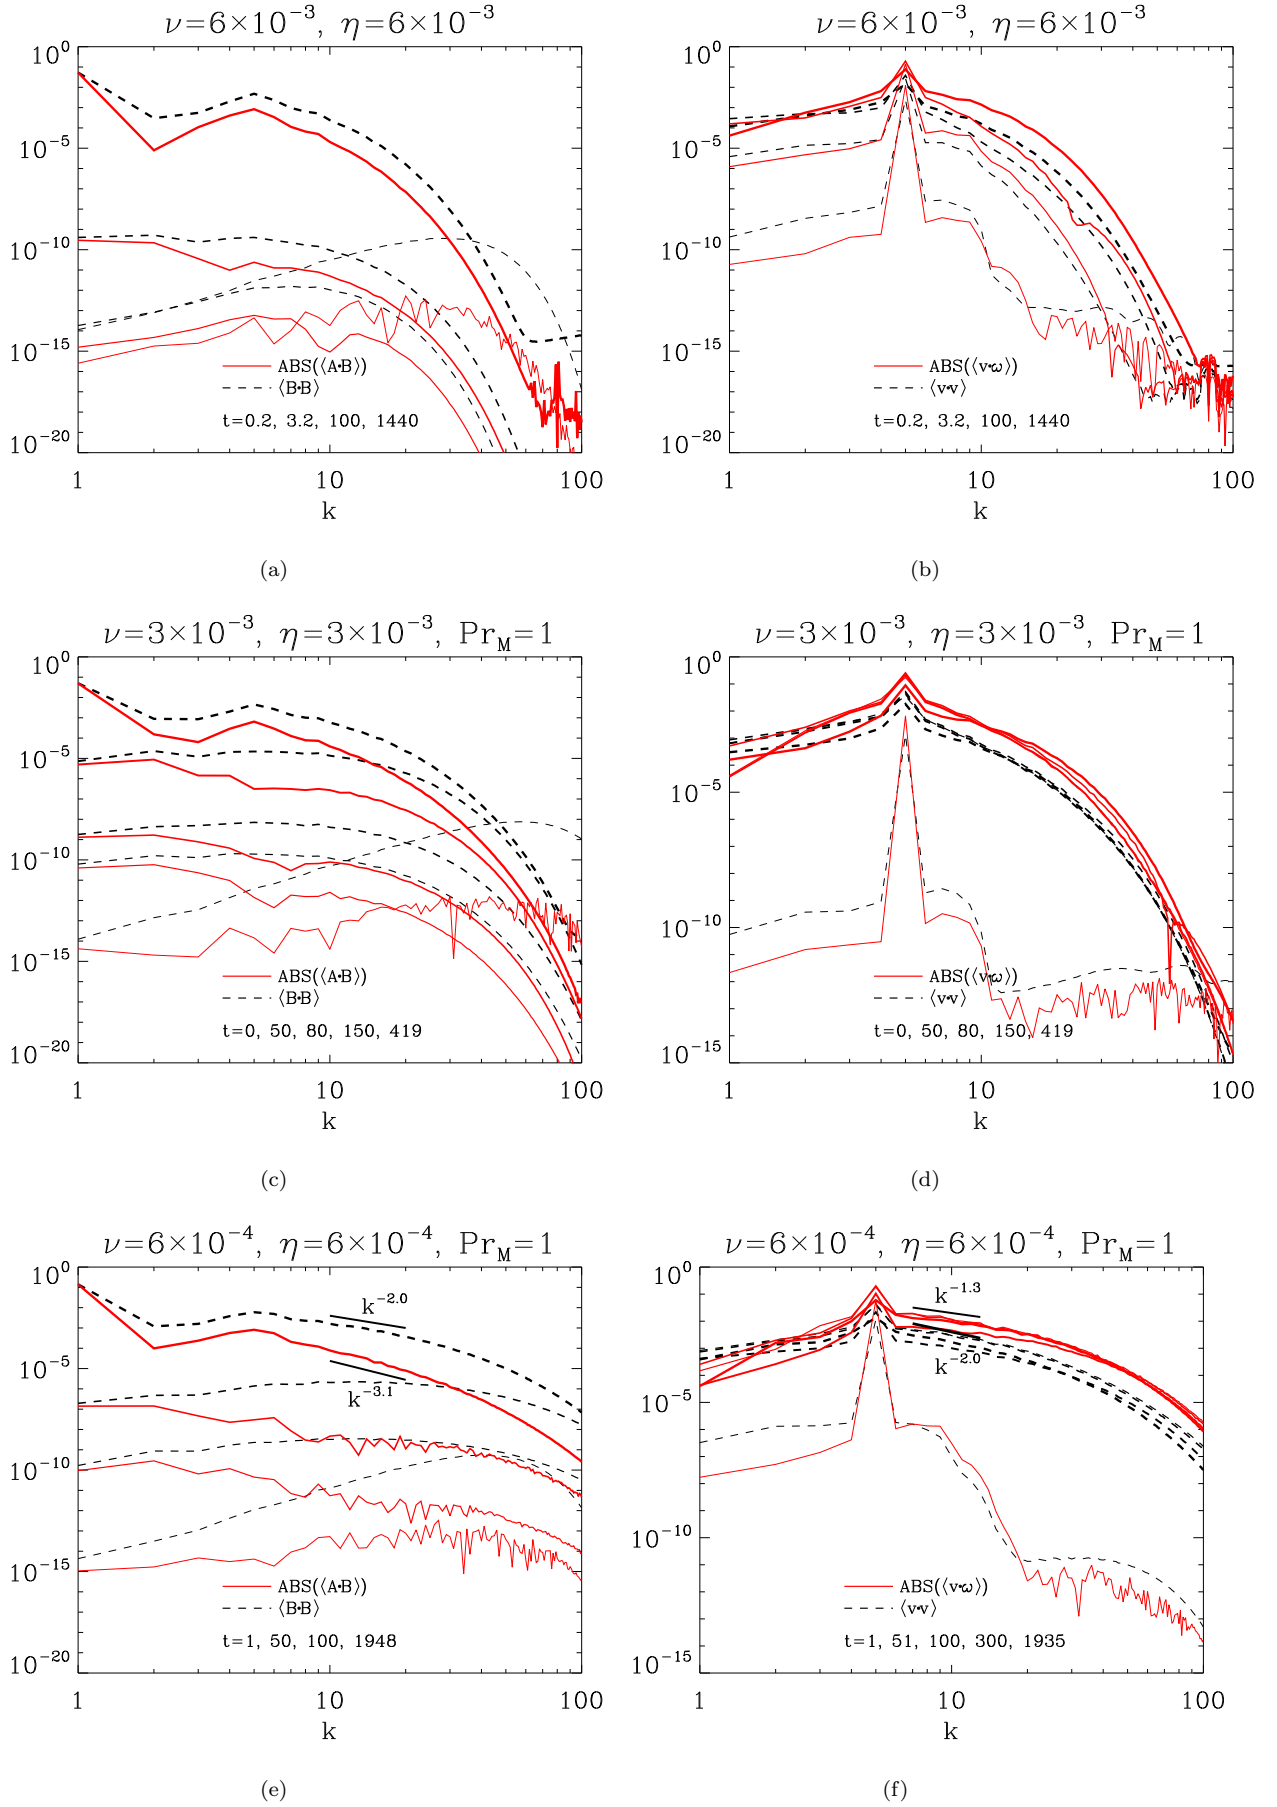 ν=6×10⁻³, η=6×10⁻³
10⁰
10⁻⁵
10⁻¹⁰
10⁻¹⁵
10⁻²⁰
ABS(⟨A·B⟩)
⟨B·B⟩
t=0.2, 3.2, 100, 1440
1 10 100
k
(a)
ν=6×10⁻³, η=6×10⁻³
10⁰
10⁻⁵
10⁻¹⁰
10⁻¹⁵
10⁻²⁰
ABS(⟨v·ω⟩)
⟨v·v⟩
t=0.2, 3.2, 100, 1440
1 10 100
k
(b)
ν=3×10⁻³, η=3×10⁻³, Pr_M=1
10⁰
10⁻⁵
10⁻¹⁰
10⁻¹⁵
10⁻²⁰
ABS(⟨A·B⟩)
⟨B·B⟩
t=0, 50, 80, 150, 419
1 10 100
k
(c)
ν=3×10⁻³, η=3×10⁻³, Pr_M=1
10⁰
10⁻⁵
10⁻¹⁰
10⁻¹⁵
ABS(⟨v·ω⟩)
⟨v·v⟩
t=0, 50, 80, 150, 419
1 10 100
k
(d)
ν=6×10⁻⁴, η=6×10⁻⁴, Pr_M=1
10⁰
10⁻⁵
10⁻¹⁰
10⁻¹⁵
10⁻²⁰
k⁻²·⁰
k⁻³·¹
ABS(⟨A·B⟩)
⟨B·B⟩
t=1, 50, 100, 1948
1 10 100
k
(e)
ν=6×10⁻⁴, η=6×10⁻⁴, Pr_M=1
10⁰
10⁻⁵
10⁻¹⁰
10⁻¹⁵
k⁻¹·³
k⁻²·⁰
ABS(⟨v·ω⟩)
⟨v·v⟩
t=1, 51, 100, 300, 1935
1 10 100
k
(f)